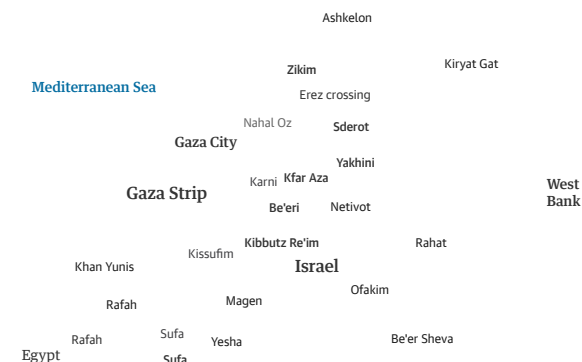 Ashkelon
Kiryat Gat
Zikim
Mediterranean Sea
Erez crossing
Nahal Oz
Sderot
Gaza City
Yakhini
Karni
Kfar Aza
West
Bank
Gaza Strip
Be'eri
Netivot
Kibbutz Re'im
Rahat
Kissufim
Khan Yunis
Israel
Ofakim
Magen
Rafah
Sufa
Rafah
Yesha
Be'er Sheva
Egypt
Sufa